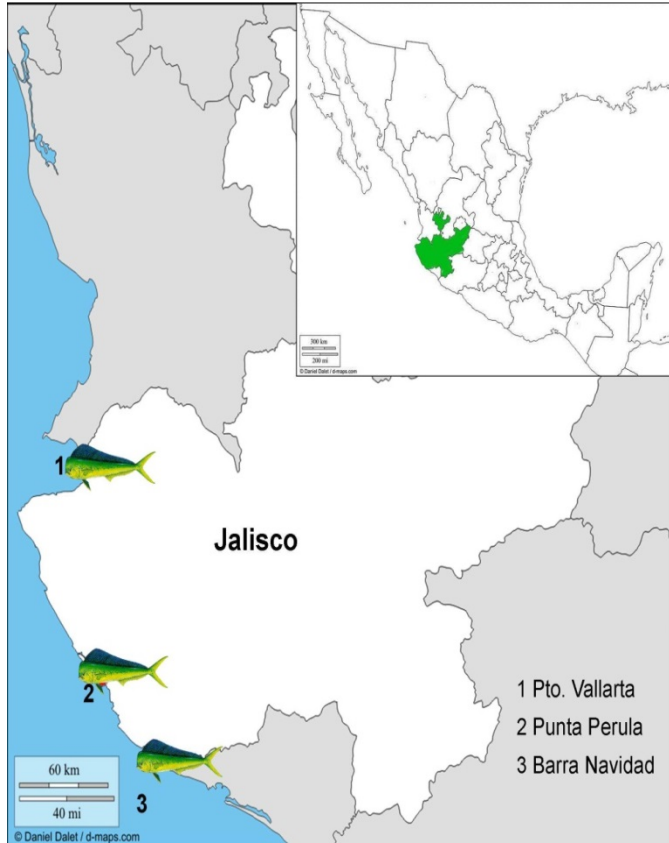 300 km
200 mi
© Daniel Dalet / d-maps.com
1
Jalisco
2
1 Pto. Vallarta
2 Punta Perula
3 Barra Navidad
60 km
40 mi
3
© Daniel Dalet / d-maps.com